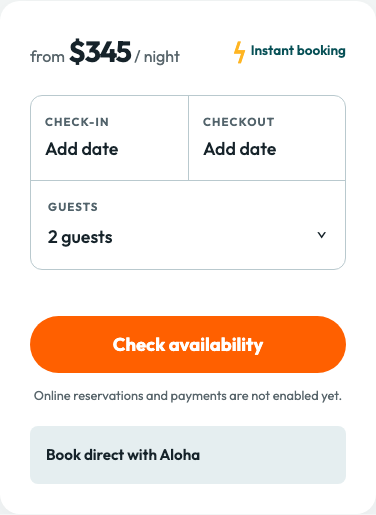 from $345 / night
Instant booking
CHECK-IN
CHECKOUT
Add date
Add date
GUESTS
2 guests
Check availability
Online reservations and payments are not enabled yet.
Book direct with Aloha